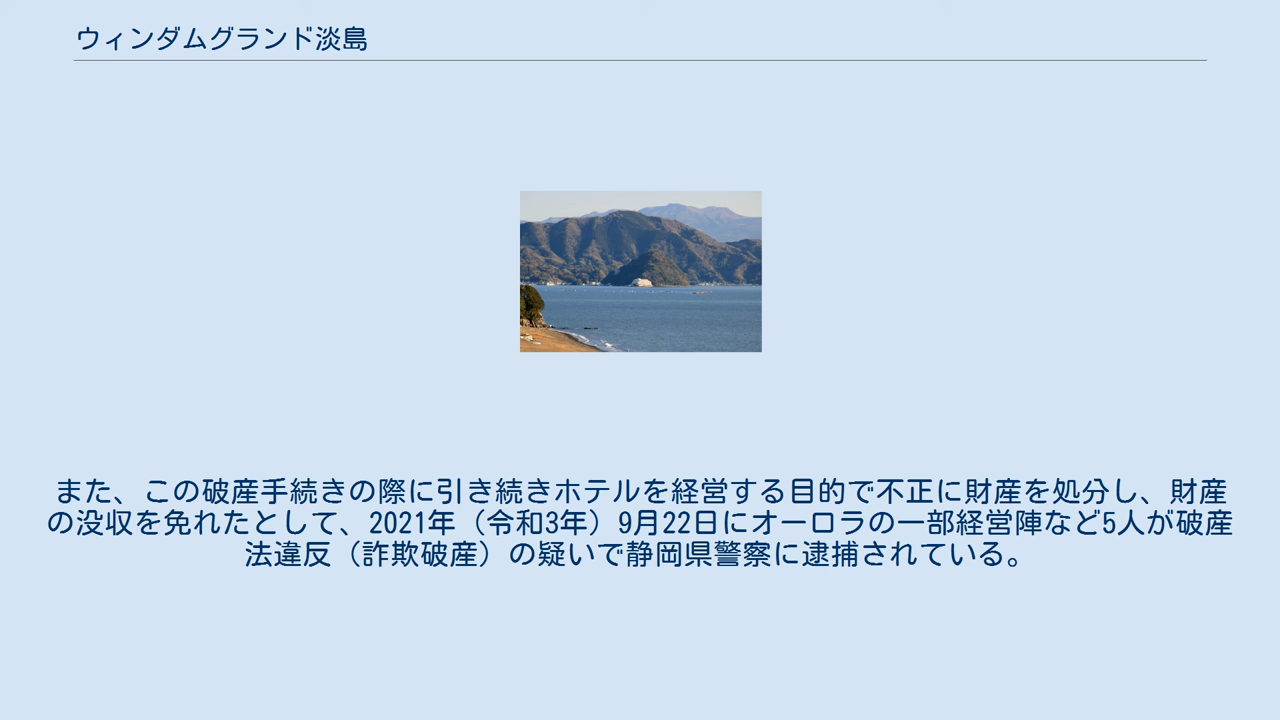 ウィンダムグランド淡島
また、この破産手続きの際に引き続きホテルを経営する目的で不正に財産を処分し、財産
の没収を免れたとして、2021年（令和3年）9月22日にオーロラの一部経営陣など5人が破産
法違反（詐欺破産）の疑いで静岡県警察に逮捕されている。